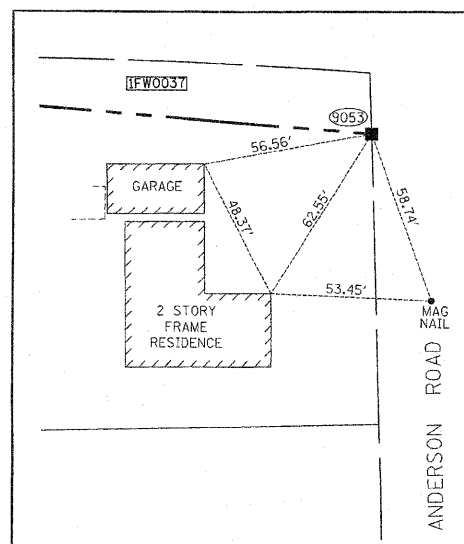 1FW0037
9053
56.56'
GARAGE
48.37'
62.55'
58.74'
53.45'
MAG
NAIL
2 STORY
FRAME
RESIDENCE
ANDERSON ROAD